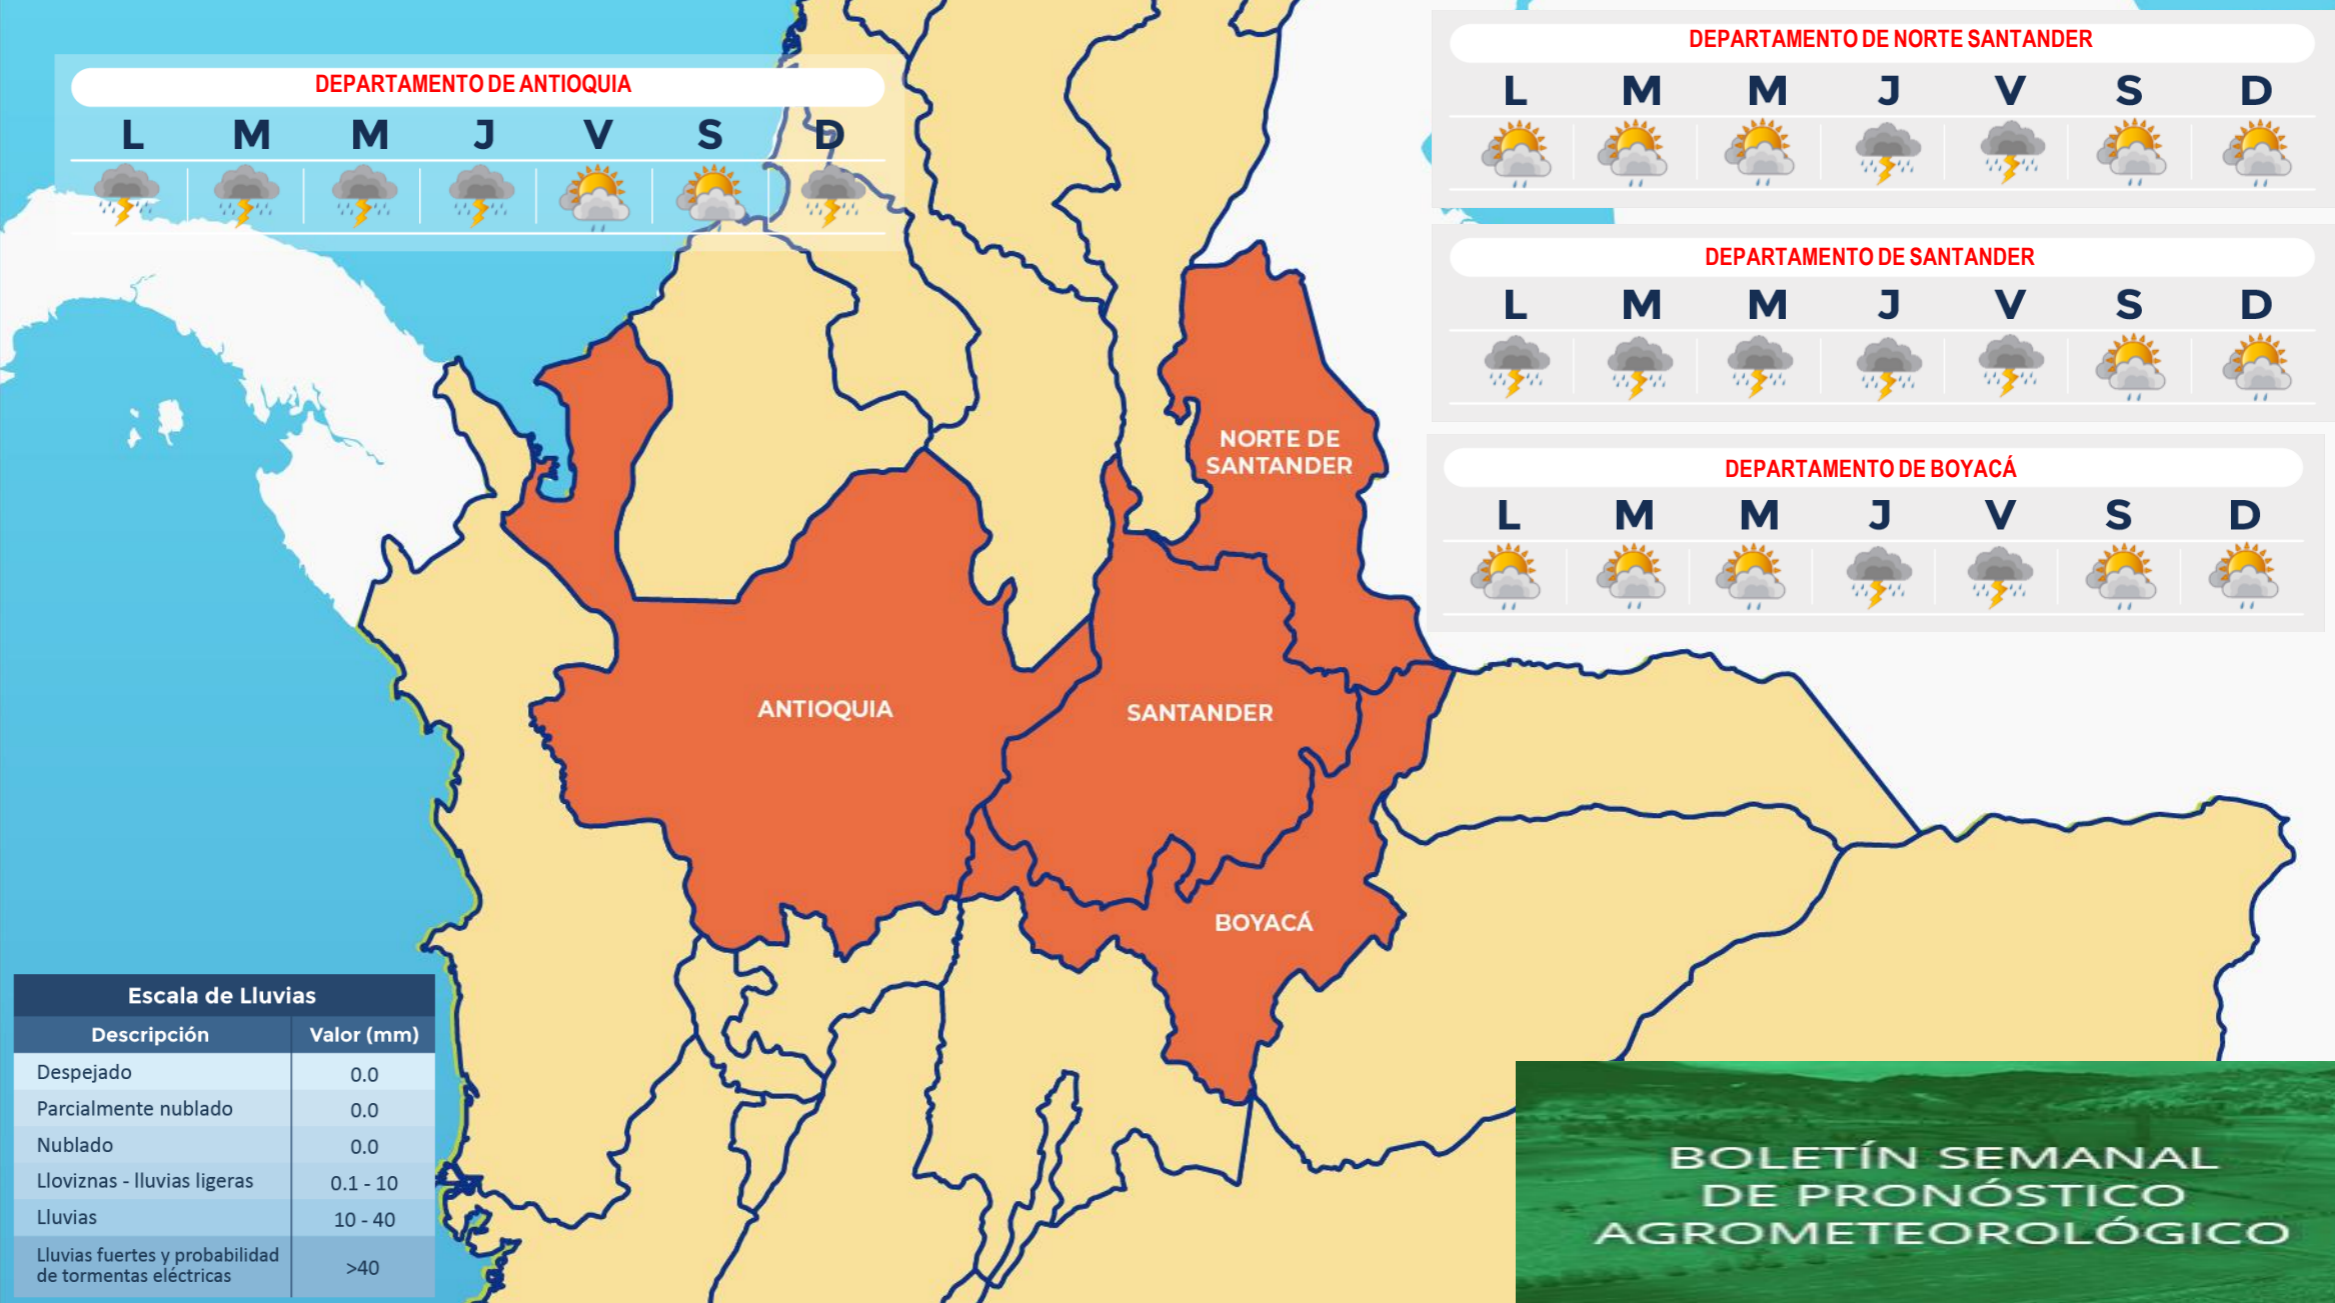 DEPARTAMENTO DE ANTIOQUIA
L M M J V S D
DEPARTAMENTO DE NORTE SANTANDER
L M M J V S D
DEPARTAMENTO DE SANTANDER
L M M J V S D
DEPARTAMENTO DE BOYACÁ
L M M J V S D
NORTE DE
SANTANDER
ANTIOQUIA
SANTANDER
BOYACÁ
Escala de Lluvias
Descripción Valor (mm)
Despejado 0.0
Parcialmente nublado 0.0
Nublado 0.0
Lloviznas - lluvias ligeras 0.1 - 10
Lluvias 10 - 40
Lluvias fuertes y probabilidad
de tormentas eléctricas >40
BOLETÍN SEMANAL
DE PRONÓSTICO
AGROMETEOROLÓGICO